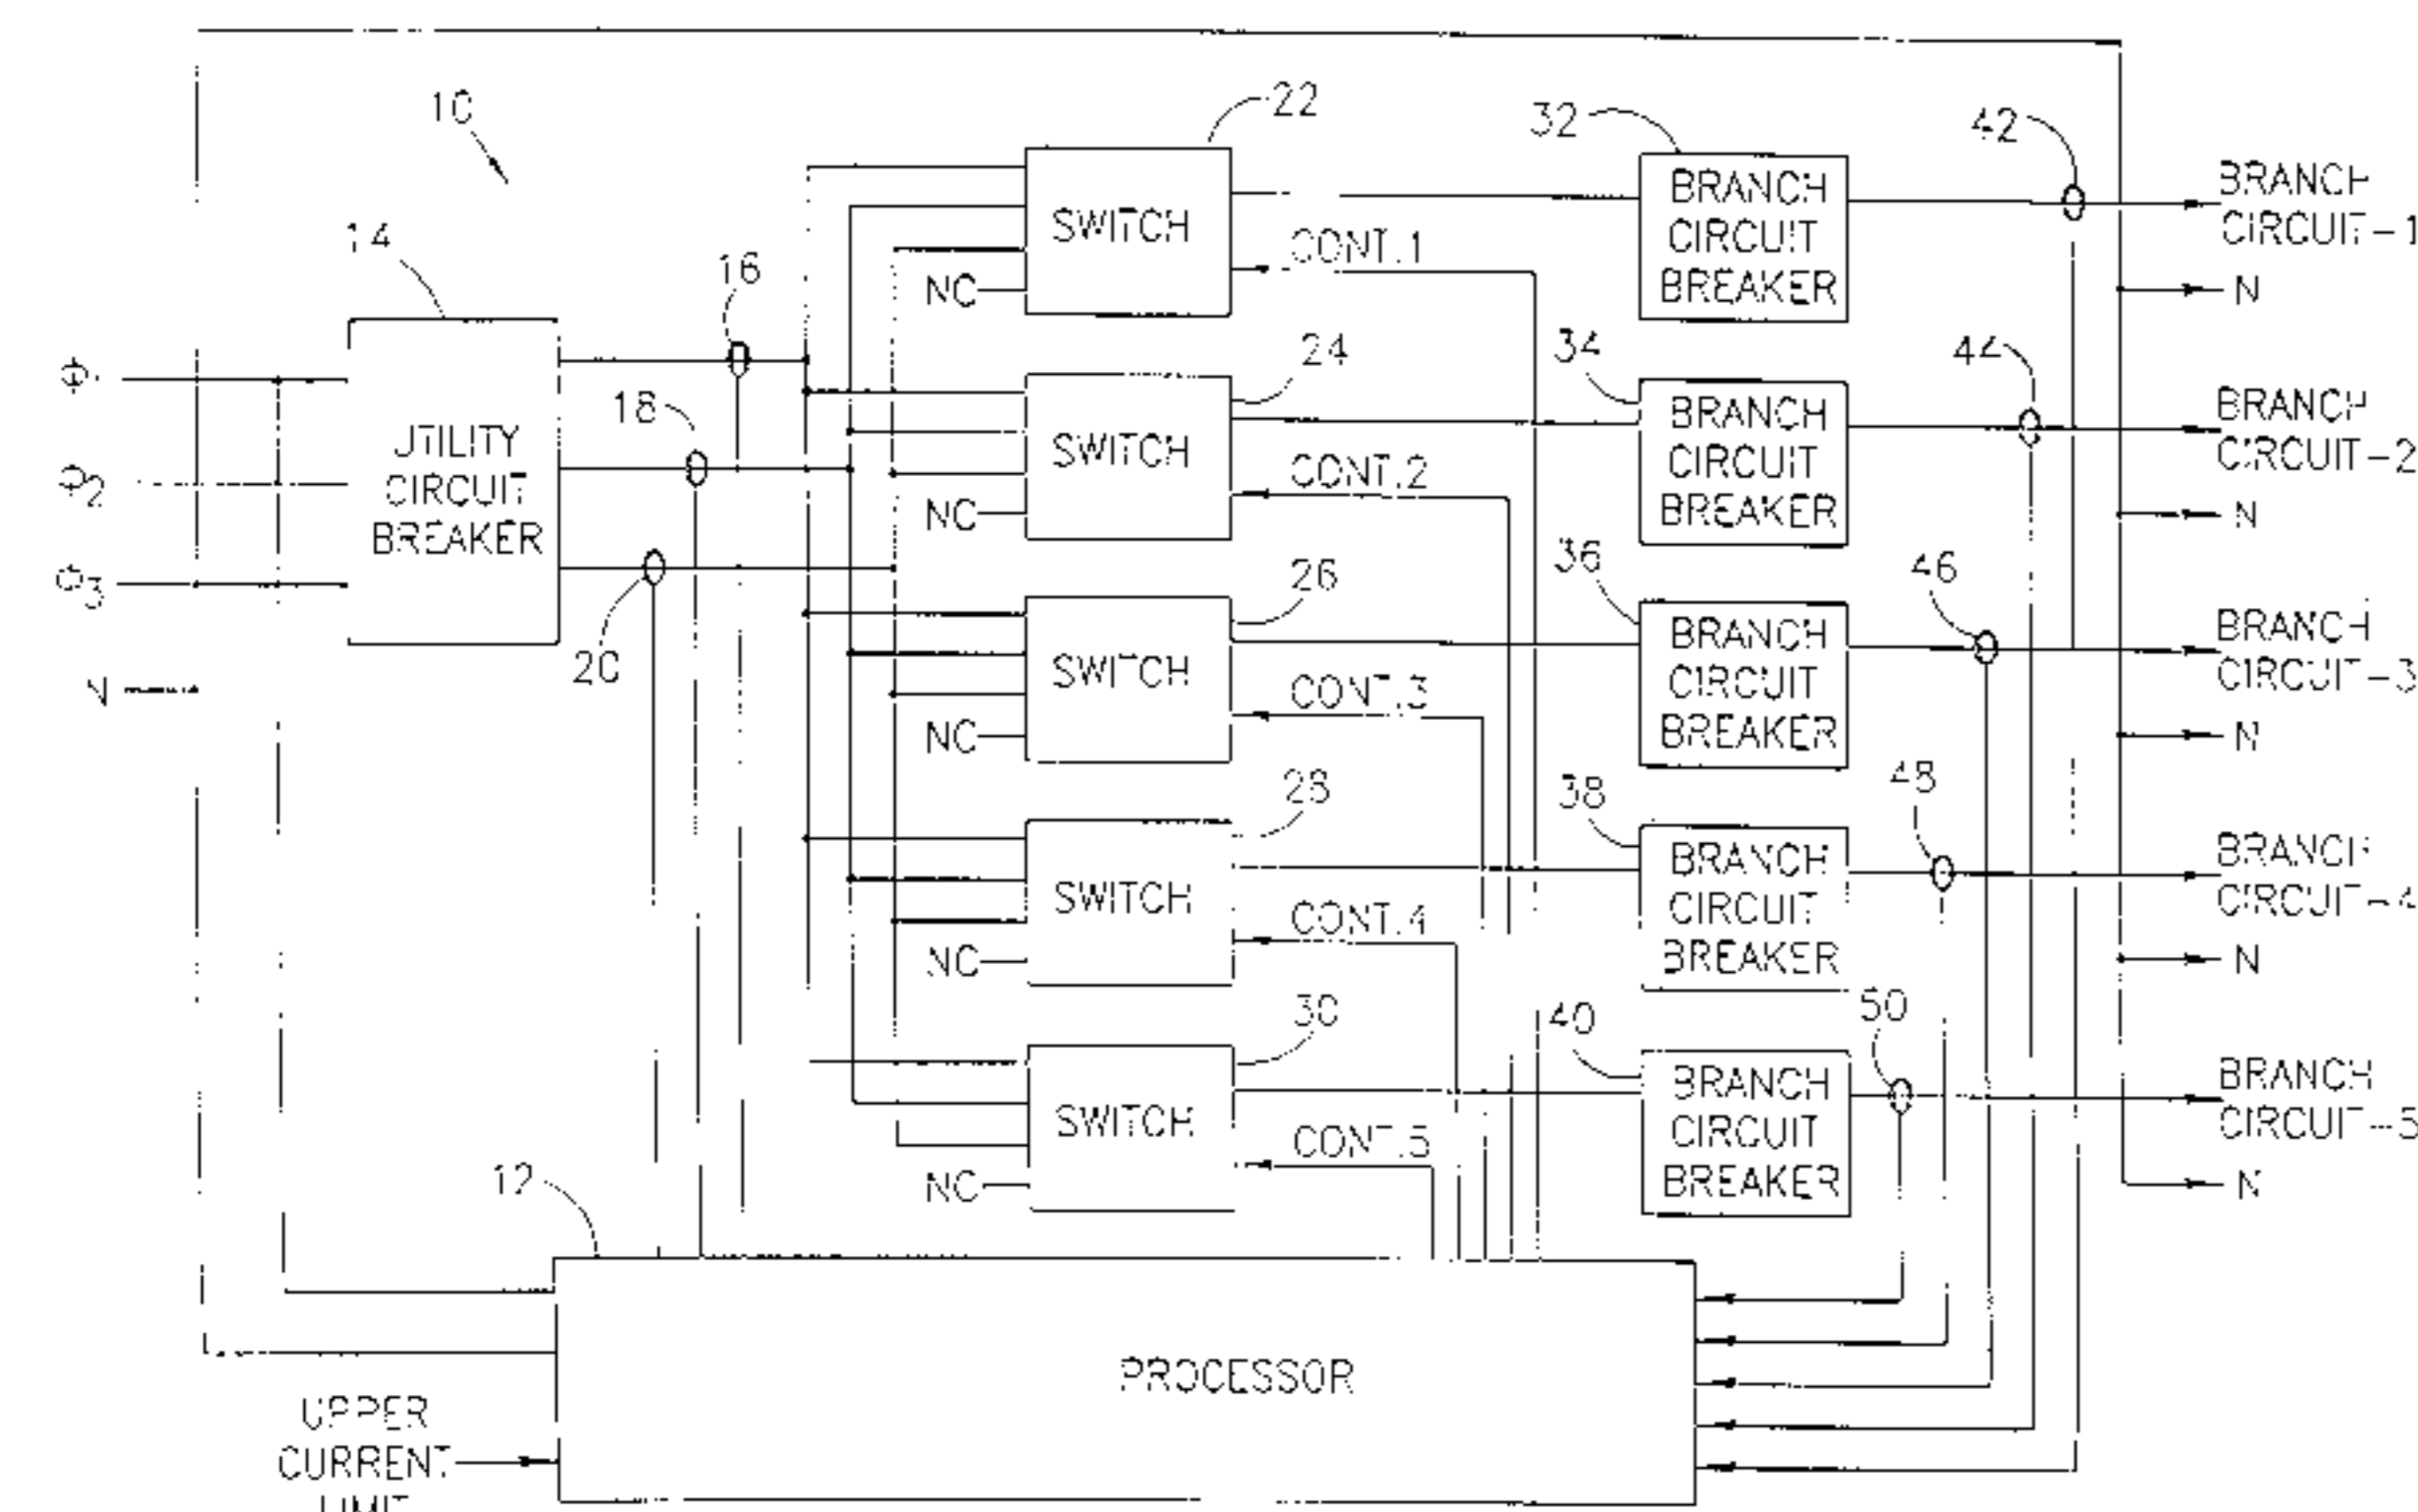 10
22
32
42
BRANCH
CIRCUIT-1
14
16
SWITCH
CONT.1
NC
BRANCH
CIRCUIT
BREAKER
N
Φ1
18
24
34
44
BRANCH
CIRCUIT-2
UTILITY
CIRCUIT
BREAKER
SWITCH
CONT.2
NC
BRANCH
CIRCUIT
BREAKER
N
Φ2
Φ3
20
26
36
46
BRANCH
CIRCUIT-3
N
SWITCH
CONT.3
NC
BRANCH
CIRCUIT
BREAKER
N
28
38
48
BRANCH
CIRCUIT-4
SWITCH
CONT.4
NC
BRANCH
CIRCUIT
BREAKER
N
30
40
50
BRANCH
CIRCUIT-5
12
SWITCH
CONT.5
NC
BRANCH
CIRCUIT
BREAKER
N
PROCESSOR
UPPER
CURRENT
LIMIT